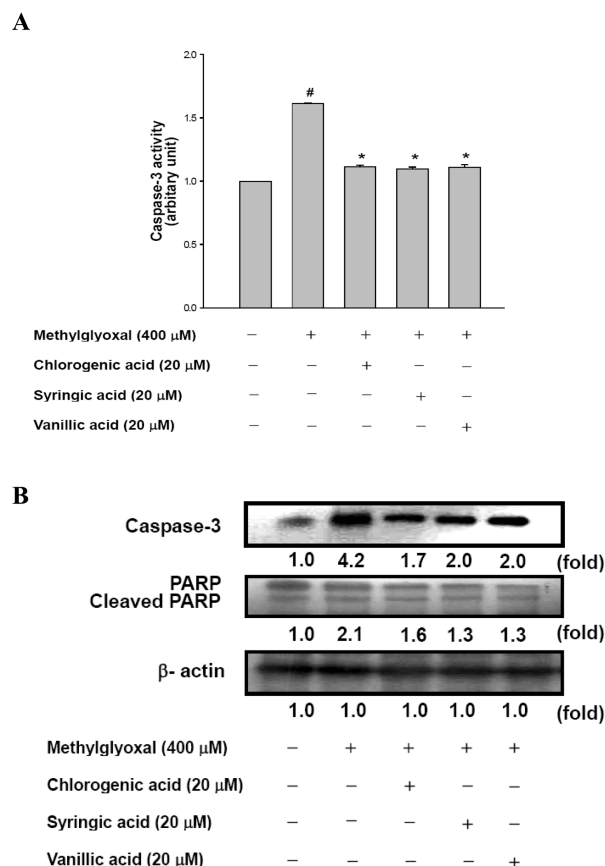 A
2.0
1.5
1.0
0.5
0.0
Caspase-3 activity
(arbitary unit)
#
* * *
Methylglyoxal (400 μM) − + + + +
Chlorogenic acid (20 μM) − − + − −
Syringic acid (20 μM) − − − + −
Vanillic acid (20 μM) − − − − +
B
Caspase-3
1.0 4.2 1.7 2.0 2.0 (fold)
PARP
Cleaved PARP
1.0 2.1 1.6 1.3 1.3 (fold)
β- actin
1.0 1.0 1.0 1.0 1.0 (fold)
Methylglyoxal (400 μM) − + + + +
Chlorogenic acid (20 μM) − − + − −
Syringic acid (20 μM) − − − + −
Vanillic acid (20 μM) − − − − +